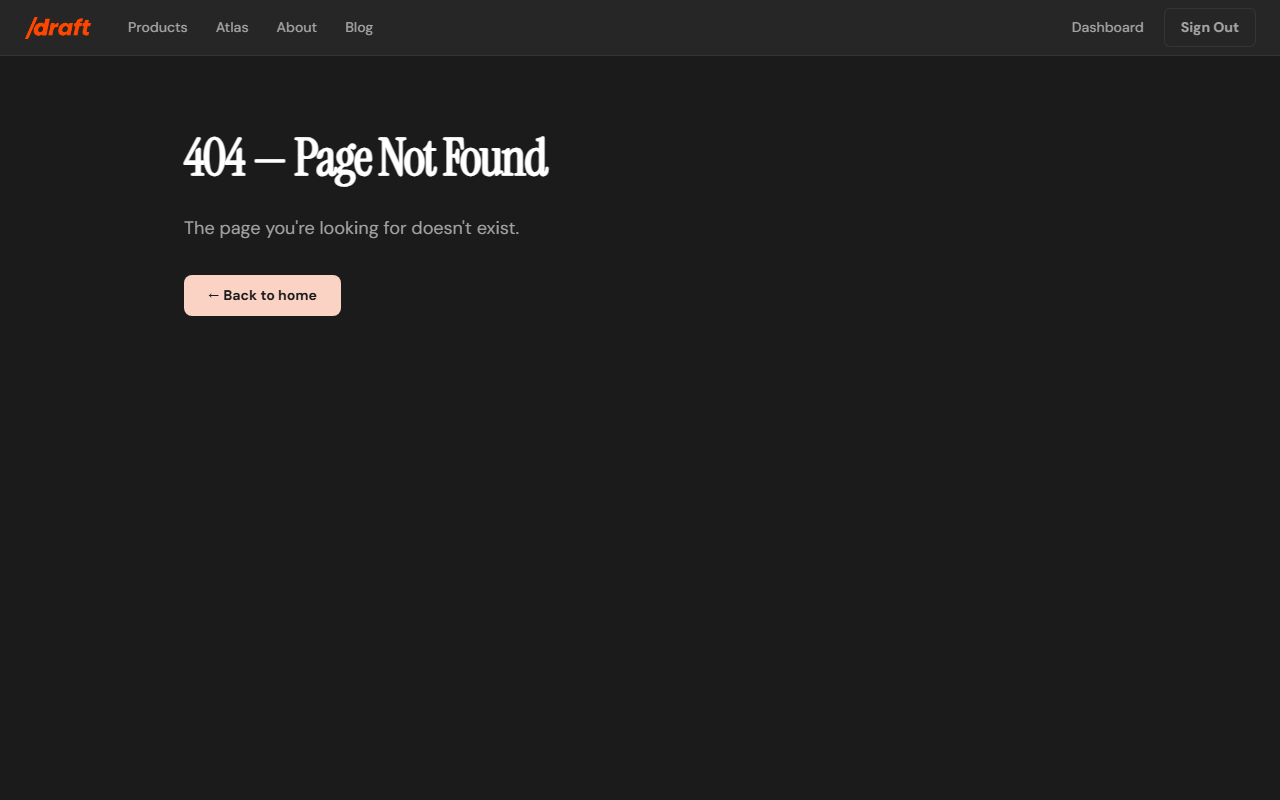 /draft
Products
Atlas
About
Blog
Dashboard
Sign Out
404 — Page Not Found
The page you're looking for doesn't exist.
← Back to home